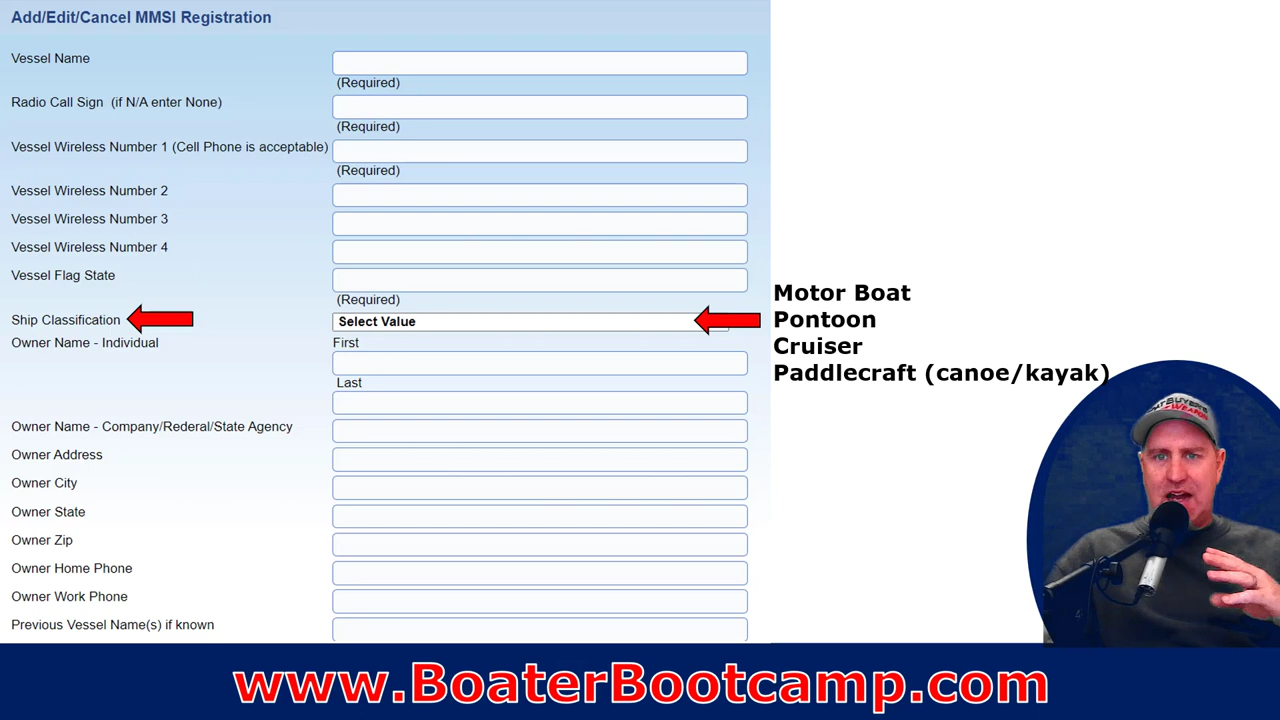 Add/Edit/Cancel MMSI Registration
Vessel Name
(Required)
Radio Call Sign (if N/A enter None)
(Required)
Vessel Wireless Number 1 (Cell Phone is acceptable)
(Required)
Vessel Wireless Number 2
Vessel Wireless Number 3
Vessel Wireless Number 4
Vessel Flag State
(Required)
Ship Classification
Select Value
Motor Boat
Pontoon
Cruiser
Paddlecraft (canoe/kayak)
Owner Name - Individual
First
Last
Owner Name - Company/Rederal/State Agency
Owner Address
Owner City
Owner State
Owner Zip
Owner Home Phone
Owner Work Phone
Previous Vessel Name(s) if known
WEAPON
www.BoaterBootcamp.com